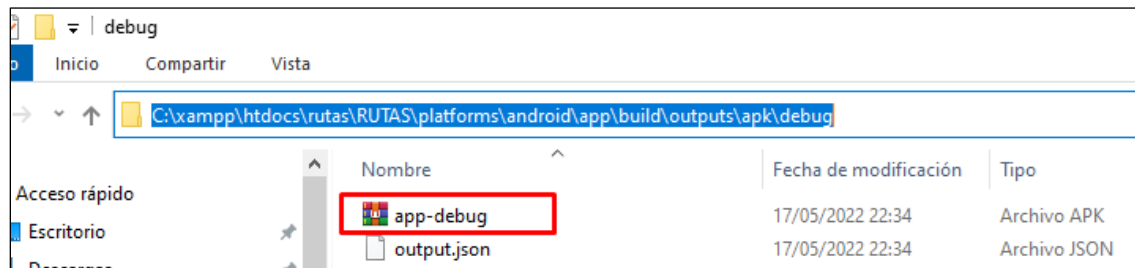 debug
Inicio Compartir Vista
C:\xampp\htdocs\rutas\RUTAS\platforms\android\app\build\outputs\apk\debug
Nombre Fecha de modificación Tipo
Acceso rápido
app-debug 17/05/2022 22:34 Archivo APK
Escritorio
output.json 17/05/2022 22:34 Archivo JSON